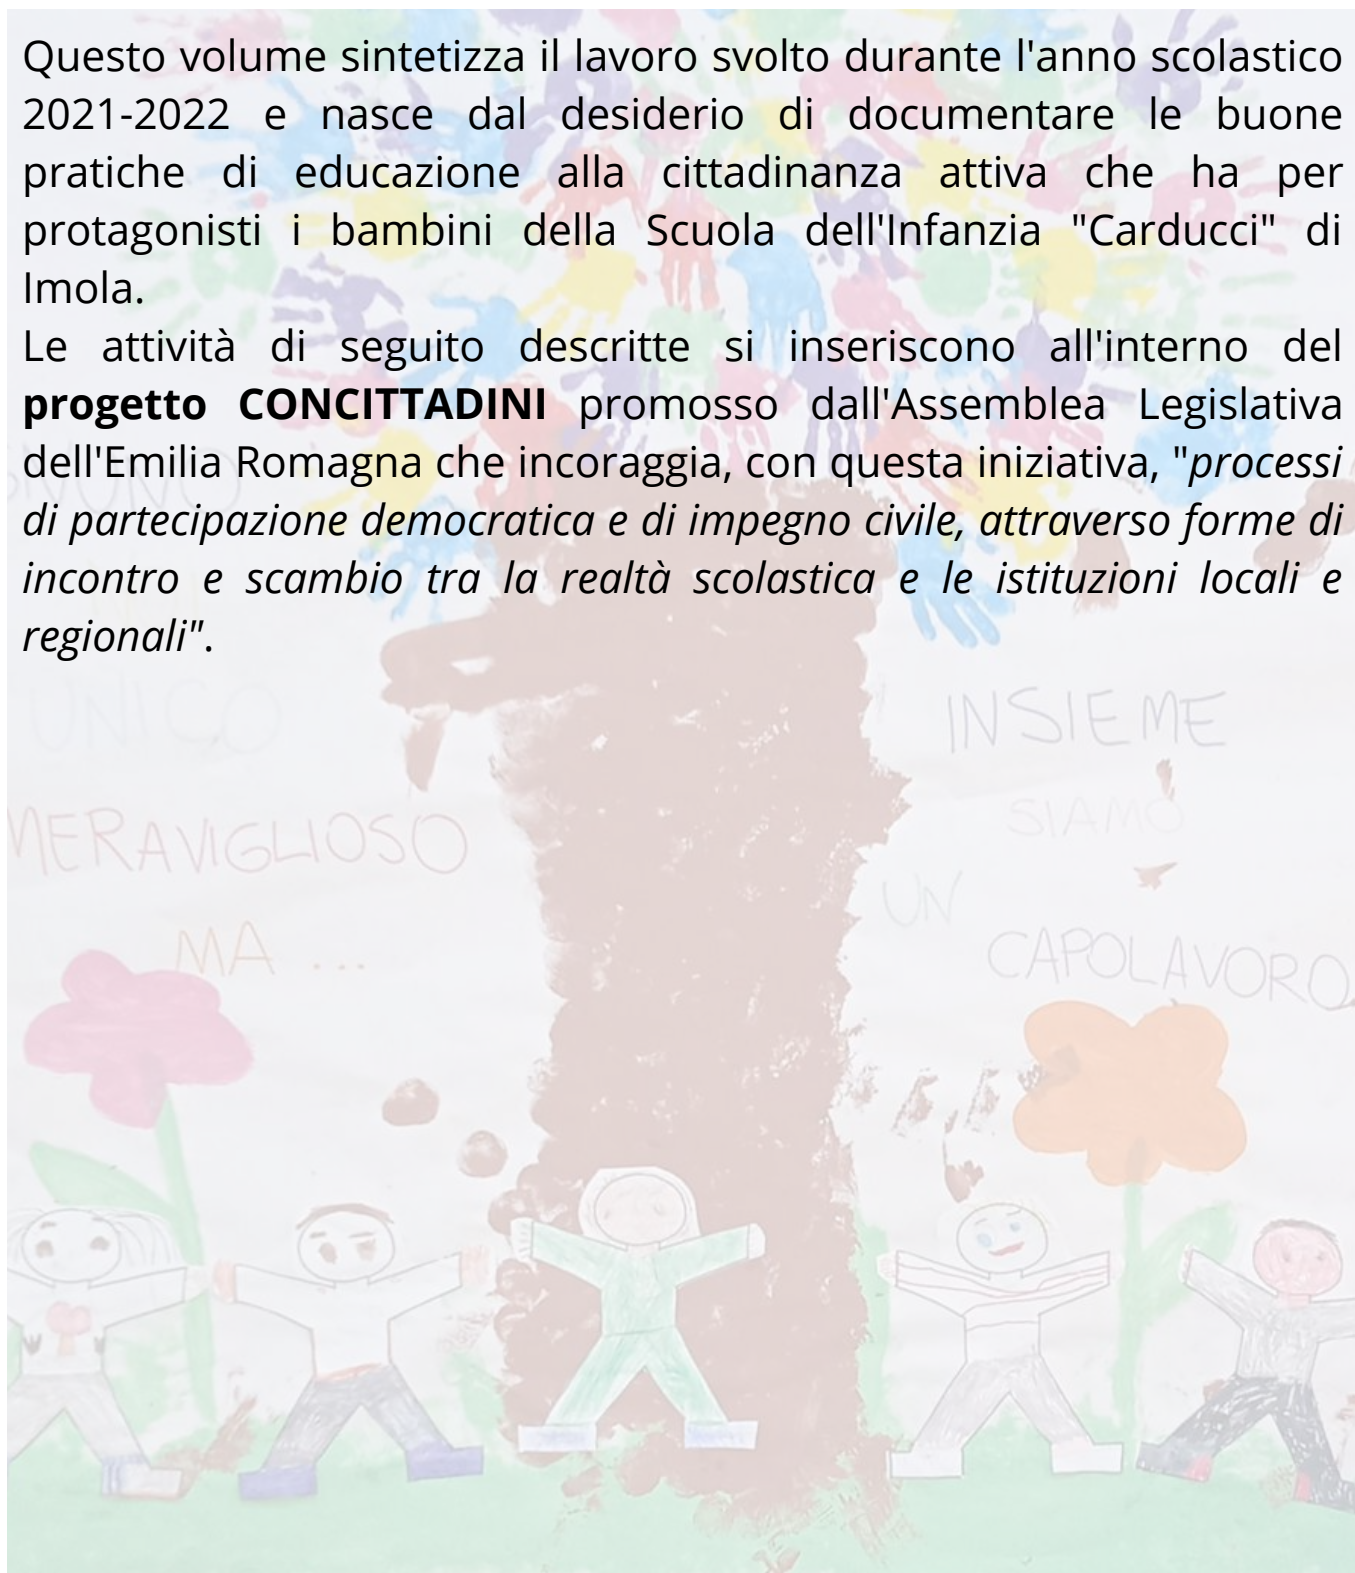 Questo volume sintetizza il lavoro svolto durante l'anno scolastico
2021-2022 e nasce dal desiderio di documentare le buone
pratiche di educazione alla cittadinanza attiva che ha per
protagonisti i bambini della Scuola dell'Infanzia "Carducci" di
Imola.
Le attività di seguito descritte si inseriscono all'interno del
progetto CONCITTADINI promosso dall'Assemblea Legislativa
dell'Emilia Romagna che incoraggia, con questa iniziativa, "processi
di partecipazione democratica e di impegno civile, attraverso forme di
incontro e scambio tra la realtà scolastica e le istituzioni locali e
regionali".
UNICO
MERAVIGLIOSO
MA ...
INSIEME
SIAMO
UN
CAPOLAVORO